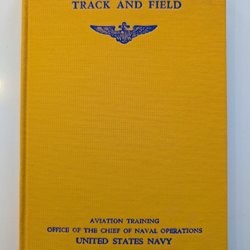 TRACK AND FIELD
AVIATION TRAINING
OFFICE OF THE CHIEF OF NAVAL OPERATIONS
UNITED STATES NAVY